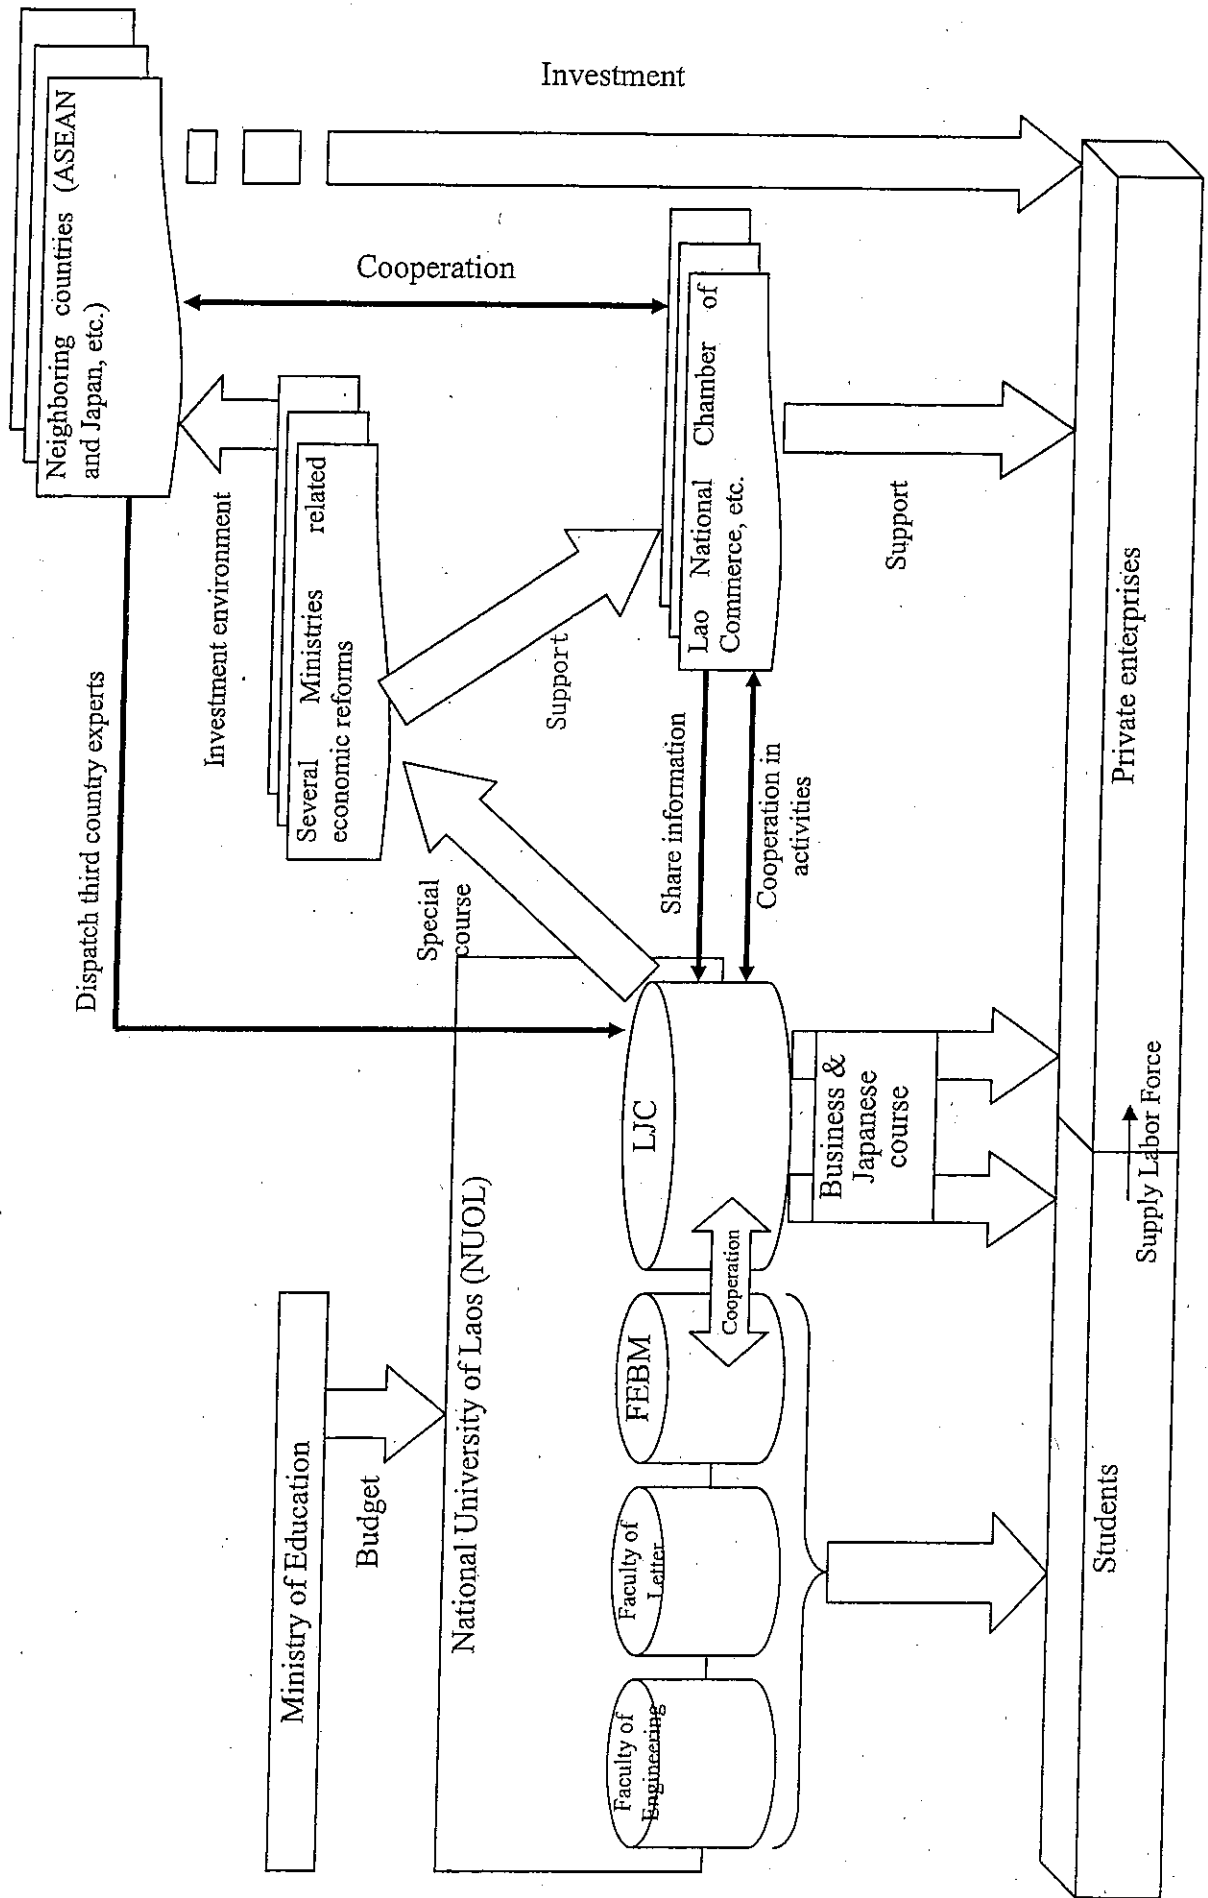 Ministry of Education
Budget
National University of Laos (NUOL)
Faculty of
Engineering
Faculty of
Letter
FEBM
Cooperation
LJC
Business &
Japanese
course
Students
Supply Labor Force
Private enterprises
Dispatch third country experts
Special
course
Share information
Cooperation in
activities
Investment environment
Several Ministries related
economic reforms
Support
Lao National Chamber of
Commerce, etc.
Support
Neighboring countries (ASEAN
and Japan, etc.)
Cooperation
Investment